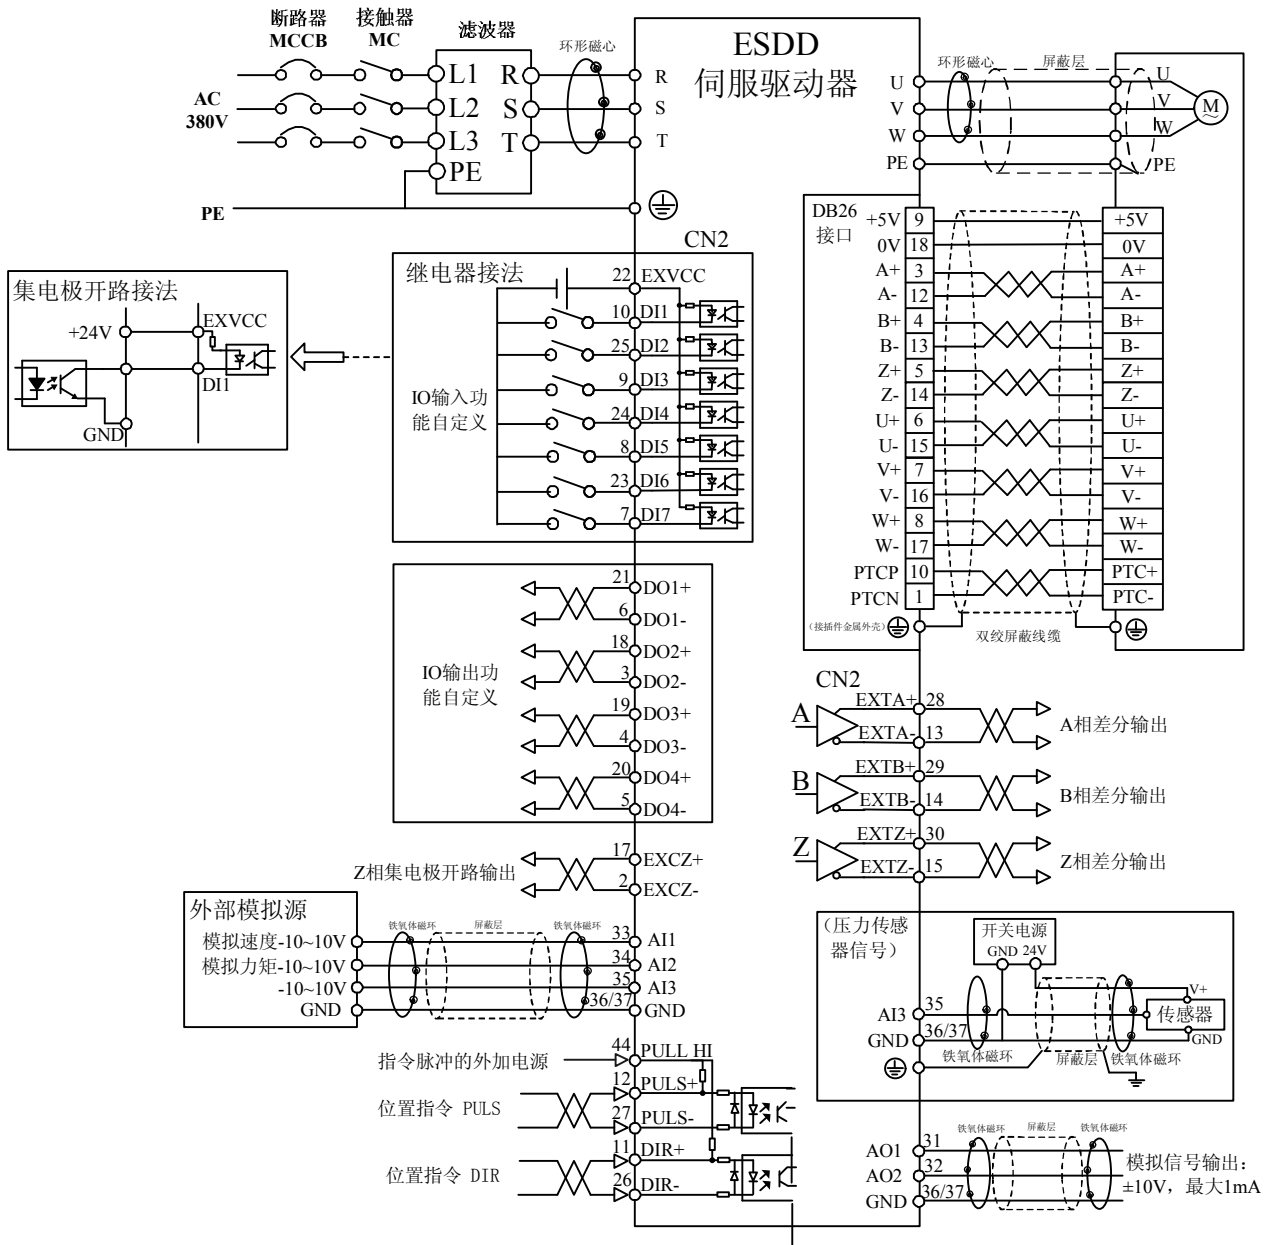 断路器
MCCB
接触器
MC
滤波器
环形磁心
AC
380V
L1
L2
L3
PE
R
S
T
PE
R
S
T
ESDD
伺服驱动器
U
V
W
PE
环形磁心
屏蔽层
U
V
W
PE
M
~
CN2
继电器接法
22 EXVCC
10 DI1
25 DI2
9 DI3
24 DI4
8 DI5
23 DI6
7 DI7
IO输入功
能自定义
集电极开路接法
+24V
EXVCC
DI1
GND
DB26
接口
+5V 9 +5V
0V 18 0V
A+ 3 A+
A- 12 A-
B+ 4 B+
B- 13 B-
Z+ 5 Z+
Z- 14 Z-
U+ 6 U+
U- 15 U-
V+ 7 V+
V- 16 V-
W+ 8 W+
W- 17 W-
PTCP 10 PTC+
PTCN 1 PTC-
(接插件金属外壳)
双绞屏蔽线缆
IO输出功
能自定义
21 DO1+
6 DO1-
18 DO2+
3 DO2-
19 DO3+
4 DO3-
20 DO4+
5 DO4-
Z相集电极开路输出
17 EXCZ+
2 EXCZ-
CN2
A
EXTA+ 28
EXTA- 13
A相差分输出
B
EXTB+ 29
EXTB- 14
B相差分输出
Z
EXTZ+ 30
EXTZ- 15
Z相差分输出
外部模拟源
模拟速度-10~10V
模拟力矩-10~10V
-10~10V
GND
铁氧体磁环
屏蔽层
铁氧体磁环
33 AI1
34 AI2
35 AI3
36/37 GND
指令脉冲的外加电源
44 PULL HI
位置指令 PULS
12 PULS+
27 PULS-
位置指令 DIR
11 DIR+
26 DIR-
(压力传感
器信号)
开关电源
GND 24V
AI3 35
GND 36/37
V+
传感器
GND
铁氧体磁环
屏蔽层
铁氧体磁环
铁氧体磁环
屏蔽层
铁氧体磁环
AO1 31
AO2 32
GND 36/37
模拟信号输出：
±10V，最大1mA